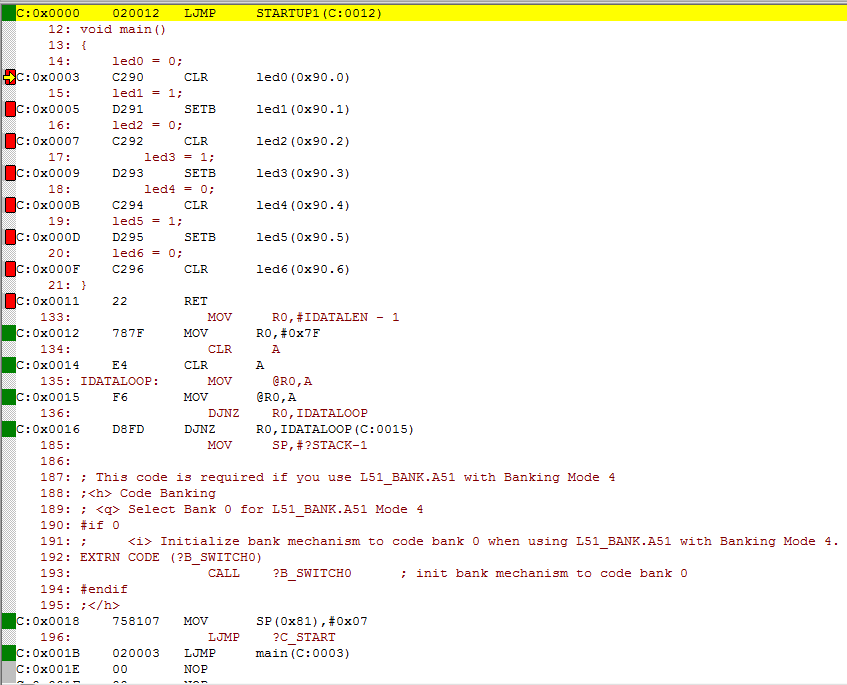 C:0x0000 020012 LJMP STARTUP1(C:0012)
12: void main()
13: {
14: led0 = 0;
C:0x0003 C290 CLR led0(0x90.0)
15: led1 = 1;
C:0x0005 D291 SETB led1(0x90.1)
16: led2 = 0;
C:0x0007 C292 CLR led2(0x90.2)
17: led3 = 1;
C:0x0009 D293 SETB led3(0x90.3)
18: led4 = 0;
C:0x000B C294 CLR led4(0x90.4)
19: led5 = 1;
C:0x000D D295 SETB led5(0x90.5)
20: led6 = 0;
C:0x000F C296 CLR led6(0x90.6)
21: }
C:0x0011 22 RET
133: MOV R0,#IDATALEN - 1
C:0x0012 787F MOV R0,#0x7F
134: CLR A
C:0x0014 E4 CLR A
135: IDATALOOP: MOV @R0,A
C:0x0015 F6 MOV @R0,A
136: DJNZ R0,IDATALOOP
C:0x0016 D8FD DJNZ R0,IDATALOOP(C:0015)
185: MOV SP,#?STACK-1
186:
187: ; This code is required if you use L51_BANK.A51 with Banking Mode 4
188: ;<h> Code Banking
189: ; <q> Select Bank 0 for L51_BANK.A51 Mode 4
190: #if 0
191: ; <i> Initialize bank mechanism to code bank 0 when using L51_BANK.A51 with Banking Mode 4.
192: EXTRN CODE (?B_SWITCH0)
193: CALL ?B_SWITCH0 ; init bank mechanism to code bank 0
194: #endif
195: ;</h>
C:0x0018 758107 MOV SP(0x81),#0x07
196: LJMP ?C_START
C:0x001B 020003 LJMP main(C:0003)
C:0x001E 00 NOP